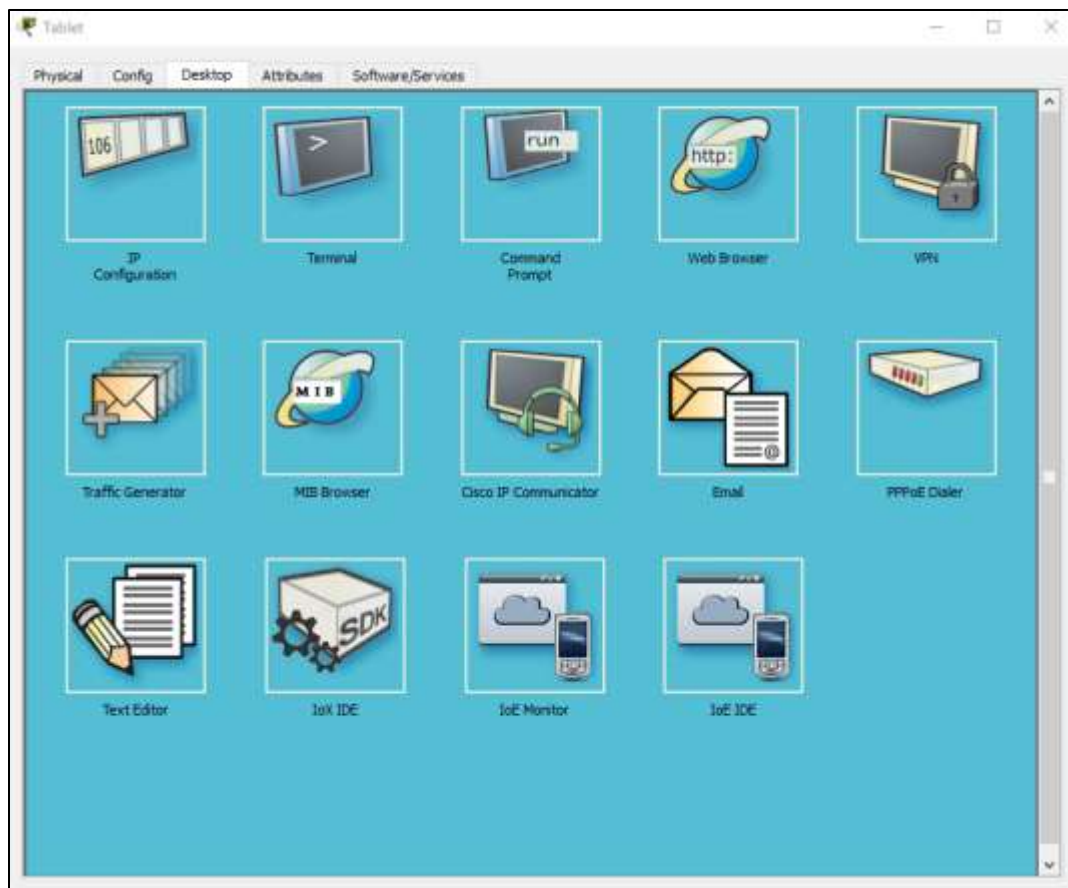 Tablet
Physical Config Desktop Attributes Software/Services
106
>
run
http:
IP
Configuration
Terminal
Command
Prompt
Web Browser
VPN
MIB
@
Traffic Generator
MIB Browser
Cisco IP Communicator
Email
PPPoE Dialer
SDK
Text Editor
IoX IDE
IoE Monitor
IoE IDE